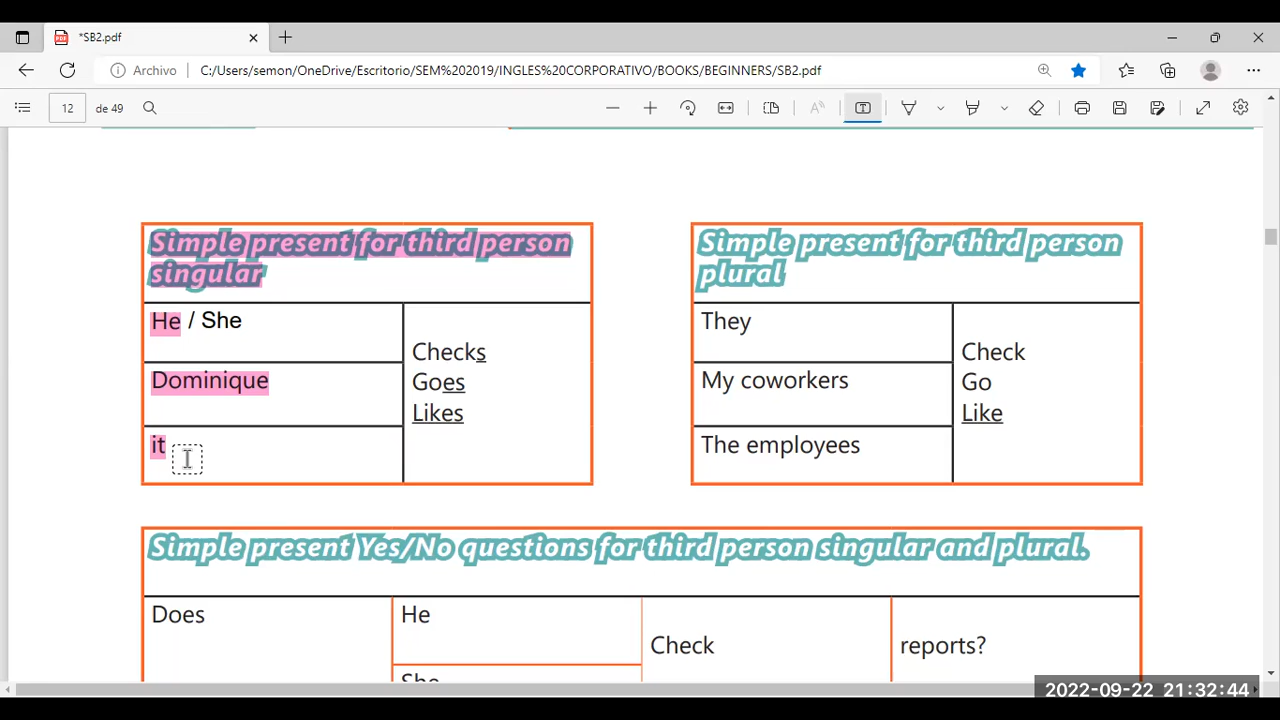 *SB2.pdf
Archivo
C:/Users/semon/OneDrive/Escritorio/SEM%202019/INGLES%20CORPORATIVO/BOOKS/BEGINNERS/SB2.pdf
12 de 49
Simple present for third person
singular
He / She
Dominique
it
Checks
Goes
Likes
Simple present for third person
plural
They
My coworkers
The employees
Check
Go
Like
Simple present Yes/No questions for third person singular and plural.
Does
He
She
Check
reports?
2022-09-22 21:32:44